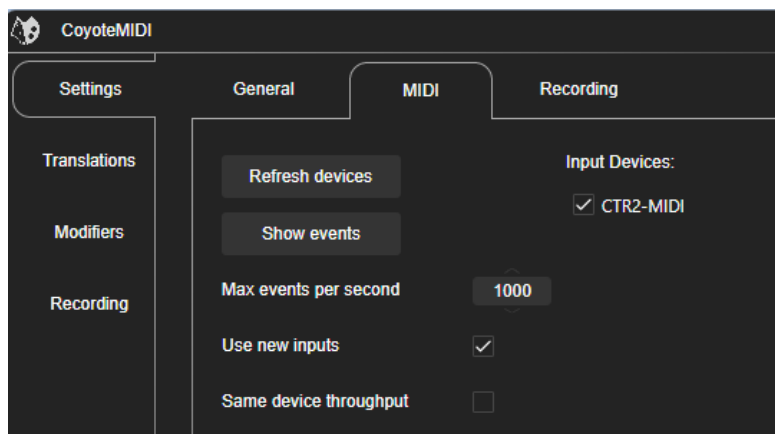 CoyoteMIDI
Settings
General
MIDI
Recording
Translations
Modifiers
Recording
Refresh devices
Show events
Max events per second
1000
Use new inputs
Same device throughput
Input Devices:
CTR2-MIDI